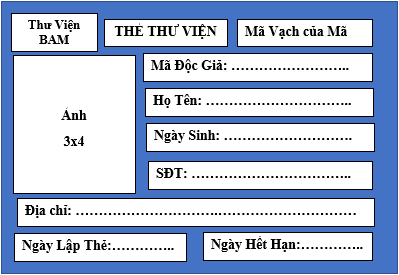 Thư Viện
BAM
THẺ THƯ VIỆN
Mã Vạch của Mã
Ảnh
3x4
Mã Độc Giả: ……………………..
Họ Tên: …………………………..
Ngày Sinh: ……………………….
SĐT: …………………………..
Địa chỉ: …………………………..………………………
Ngày Lập Thẻ:…………..
Ngày Hết Hạn:…………..